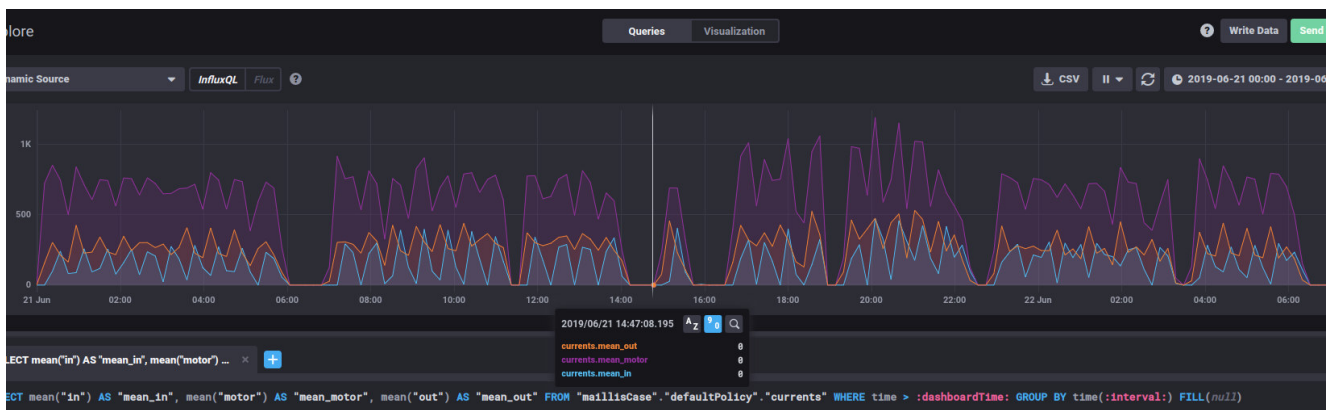 lore
Queries Visualization
? Write Data Send
namic Source InfluxQL Flux ?
CSV 2019-06-21 00:00 - 2019-06
1K
500
0
21 Jun 02:00 04:00 06:00 08:00 10:00 12:00 14:00 16:00 18:00 20:00 22:00 22 Jun 02:00 04:00 06:00
2019/06/21 14:47:08.195 AZ 90
currents.mean_out 0
currents.mean_motor 0
currents.mean_in 0
LECT mean("in") AS "mean_in", mean("motor") ... × +
ECT mean("in") AS "mean_in", mean("motor") AS "mean_motor", mean("out") AS "mean_out" FROM "maillisCase"."defaultPolicy"."currents" WHERE time > :dashboardTime: GROUP BY time(:interval:) FILL(null)